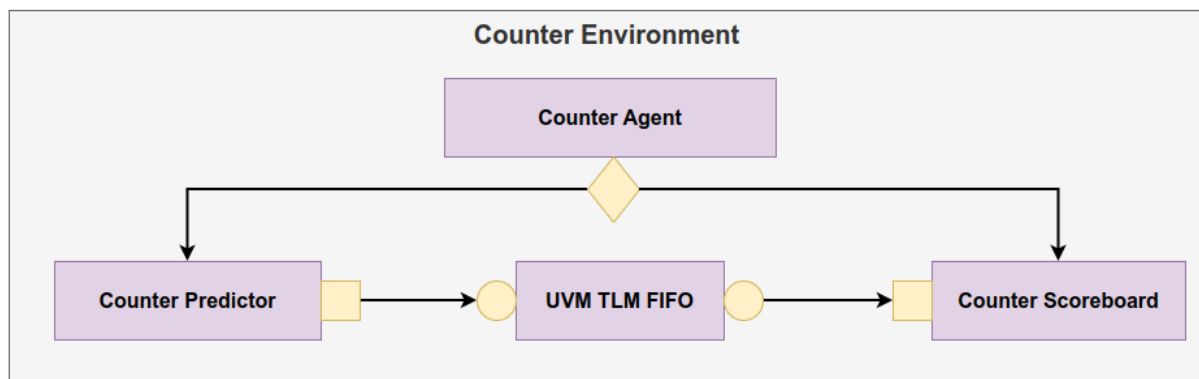 Counter Environment
Counter Agent
Counter Predictor
UVM TLM FIFO
Counter Scoreboard